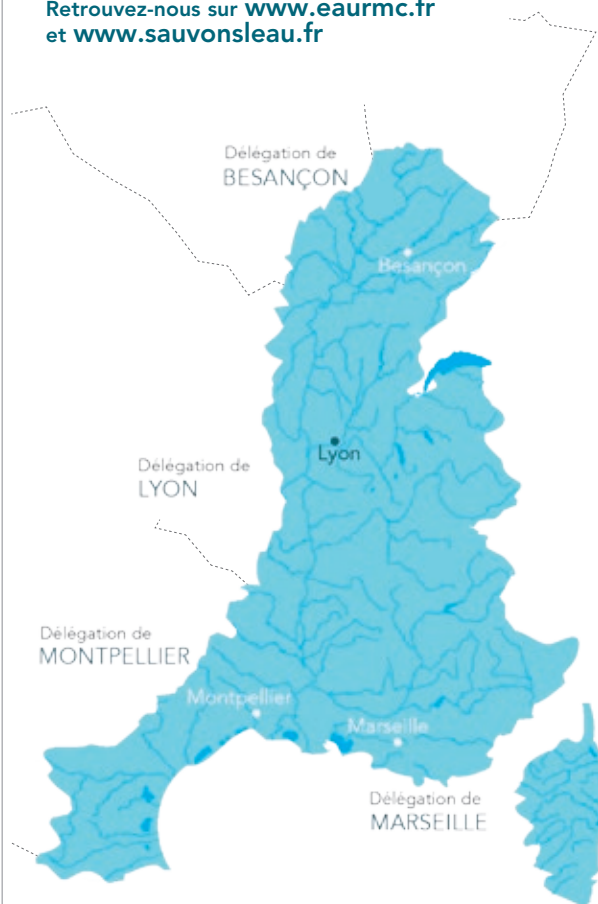 Retrouvez-nous sur www.eaurmc.fr
et www.sauvonsleau.fr
Délégation de
BESANÇON
Besançon
Lyon
Délégation de
LYON
Délégation de
MONTPELLIER
Montpellier
Marseille
Délégation de
MARSEILLE